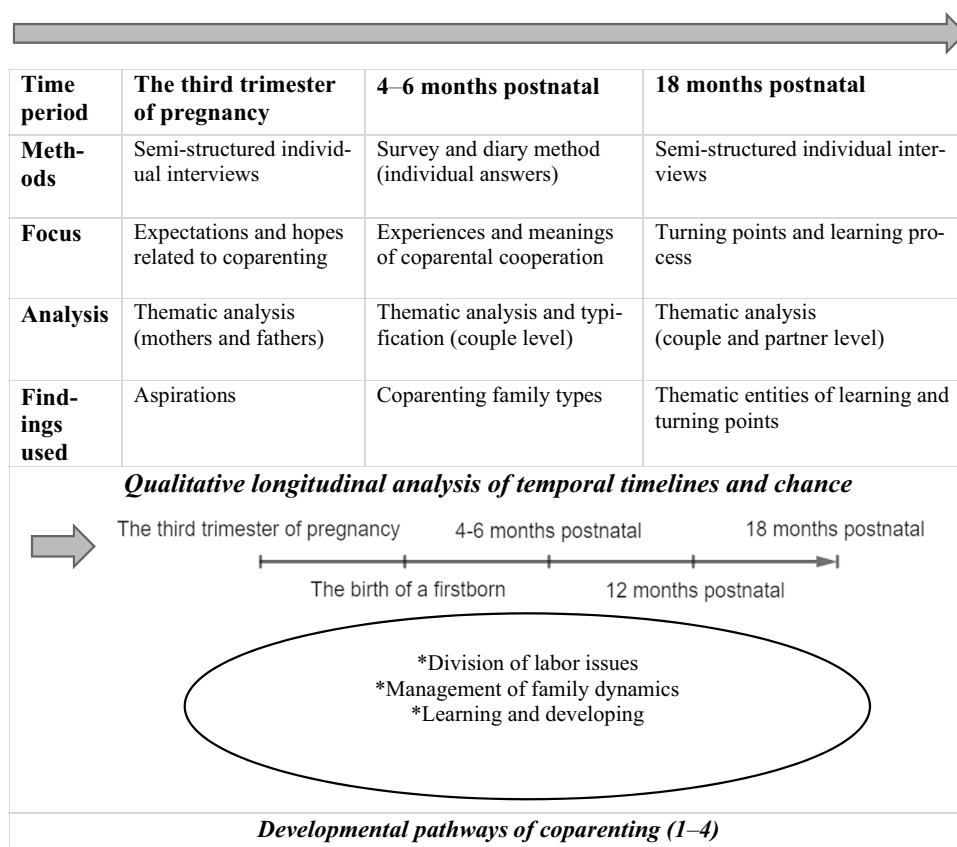 Time period
The third trimester of pregnancy
4–6 months postnatal
18 months postnatal
Meth-
ods
Semi-structured individ-
ual interviews
Survey and diary method
(individual answers)
Semi-structured individual inter-
views
Focus
Expectations and hopes
related to coparenting
Experiences and meanings
of coparental cooperation
Turning points and learning pro-
cess
Analysis
Thematic analysis
(mothers and fathers)
Thematic analysis and typi-
fication (couple level)
Thematic analysis
(couple and partner level)
Find-
ings
used
Aspirations
Coparenting family types
Thematic entities of learning and
turning points
Qualitative longitudinal analysis of temporal timelines and chance
The third trimester of pregnancy
4-6 months postnatal
18 months postnatal
The birth of a firstborn
12 months postnatal
*Division of labor issues
*Management of family dynamics
*Learning and developing
Developmental pathways of coparenting (1–4)